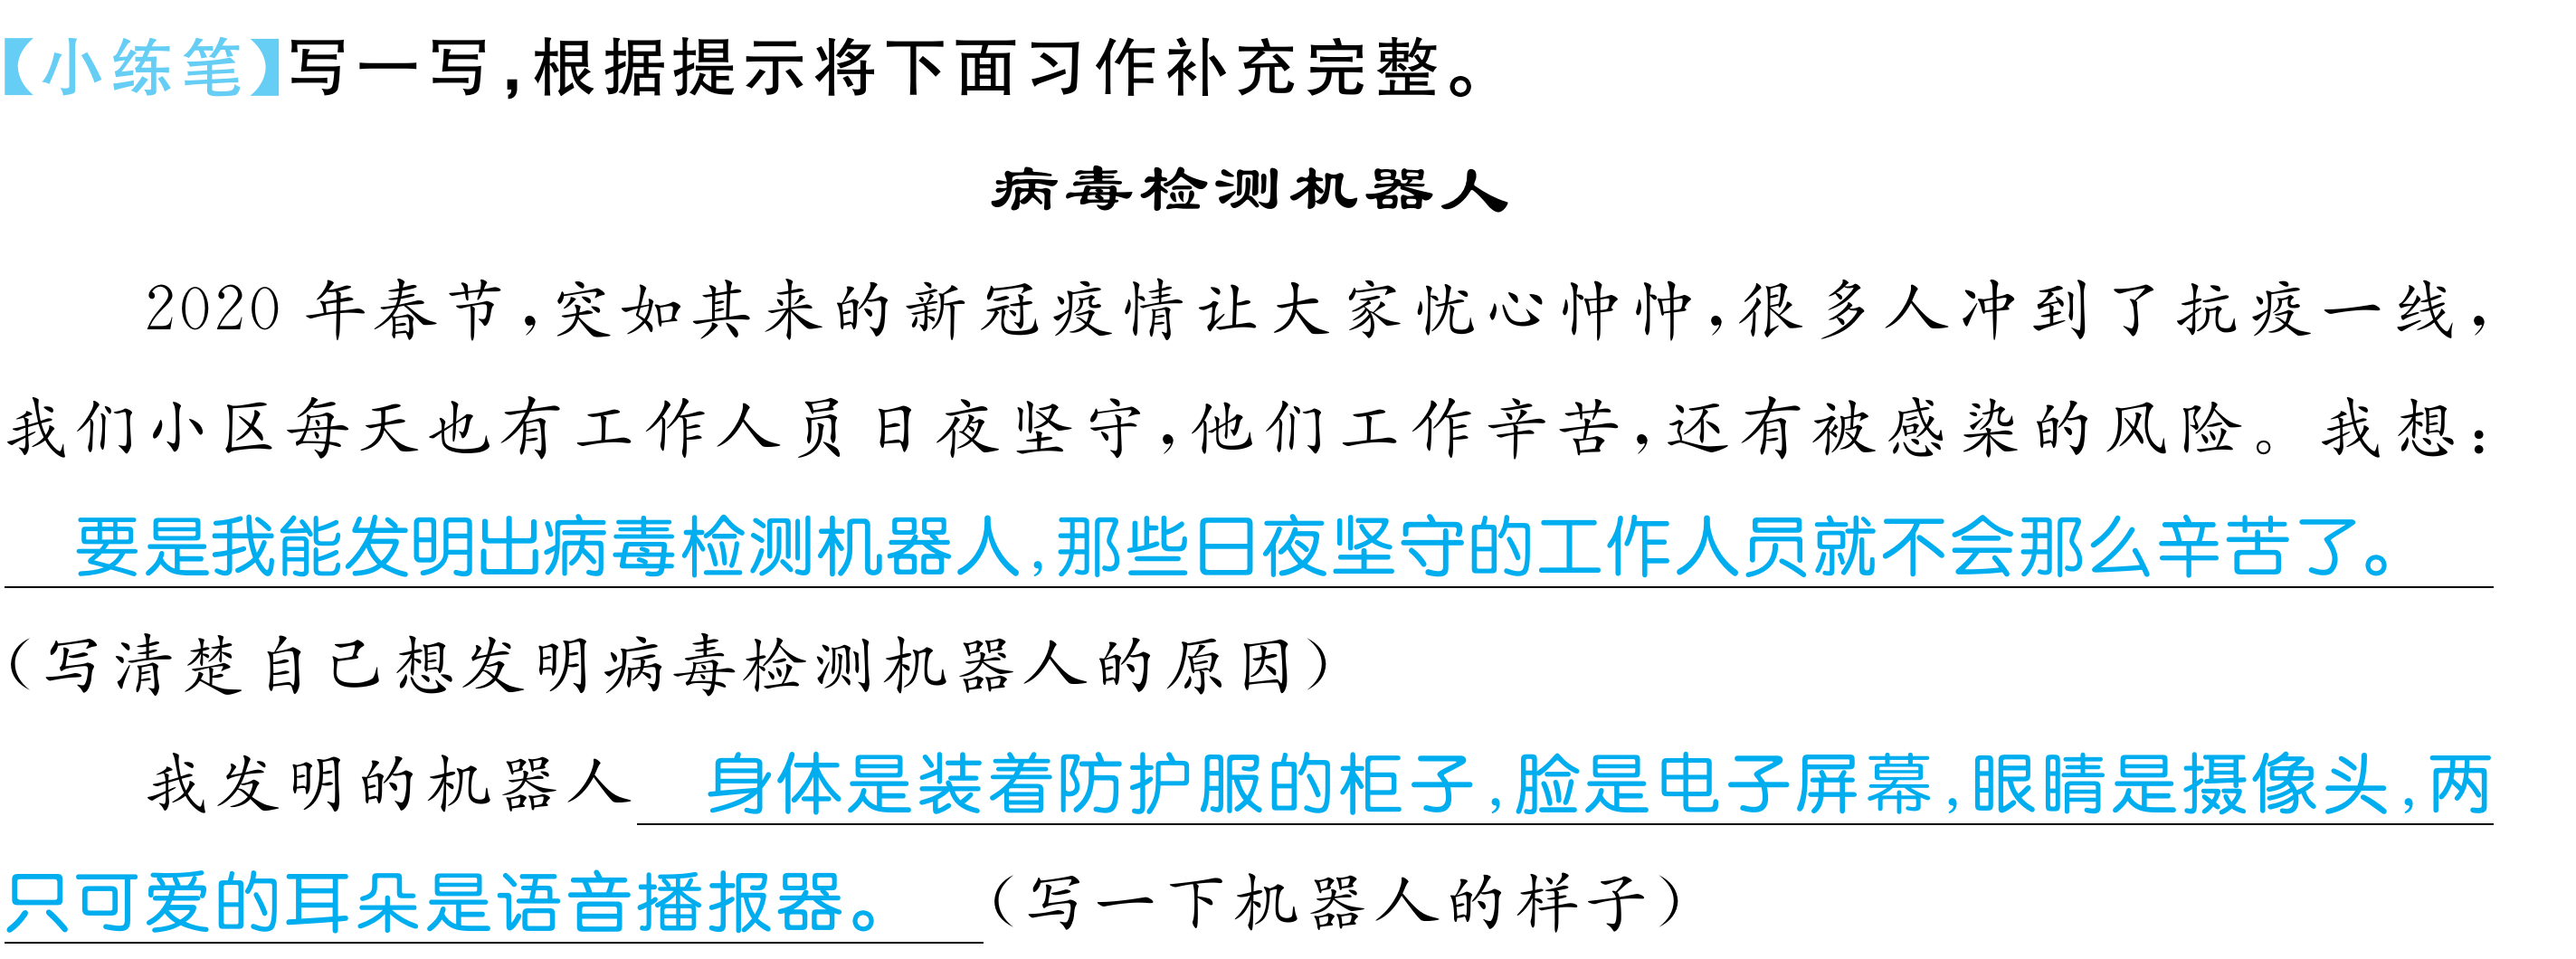 【小练笔】写一写,根据提示将下面习作补充完整。
病毒检测机器人
2020 年春节,突如其来的新冠疫情让大家忧心忡忡,很多人冲到了抗疫一线,
我们小区每天也有工作人员日夜坚守,他们工作辛苦,还有被感染的风险。我想:
要是我能发明出病毒检测机器人,那些日夜坚守的工作人员就不会那么辛苦了。
(写清楚自己想发明病毒检测机器人的原因)
我发明的机器人 身体是装着防护服的柜子,脸是电子屏幕,眼睛是摄像头,两
只可爱的耳朵是语音播报器。 (写一下机器人的样子)